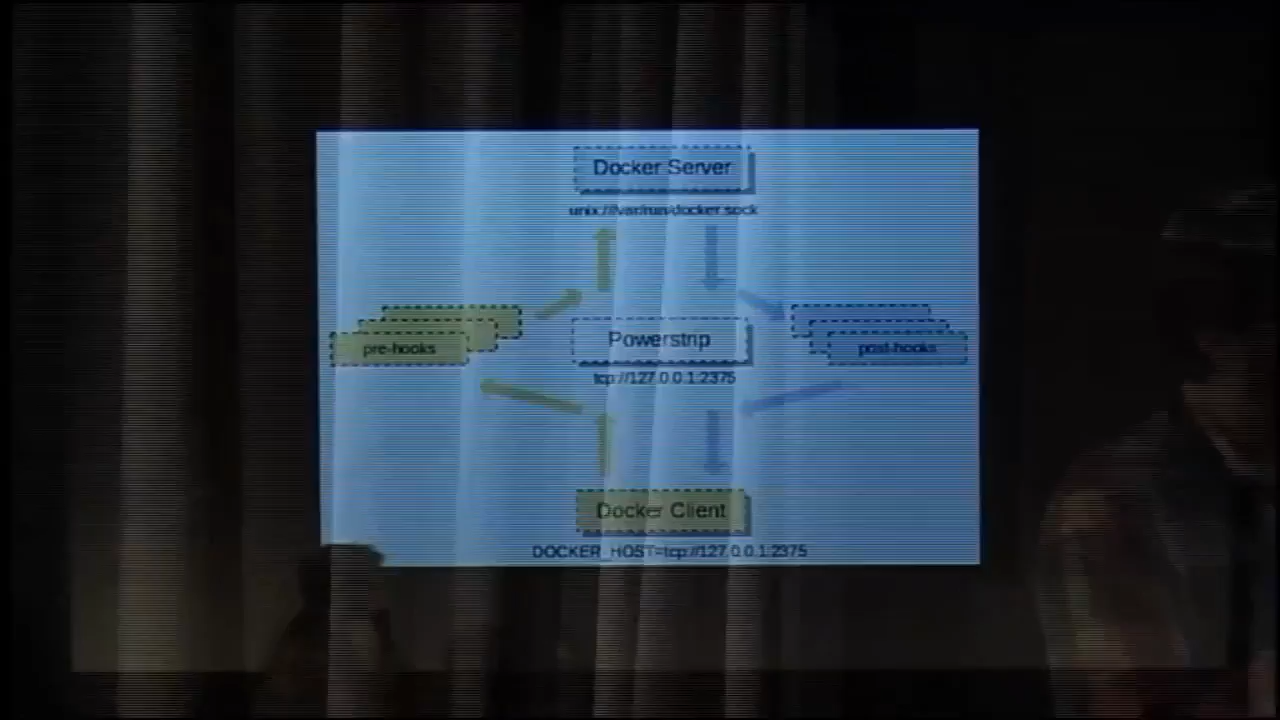 Docker Server
unix:///var/run/docker.sock
pre-hooks
Powerstrip
post-hooks
tcp://127.0.0.1:2375
Docker Client
DOCKER_HOST=tcp://127.0.0.1:2375